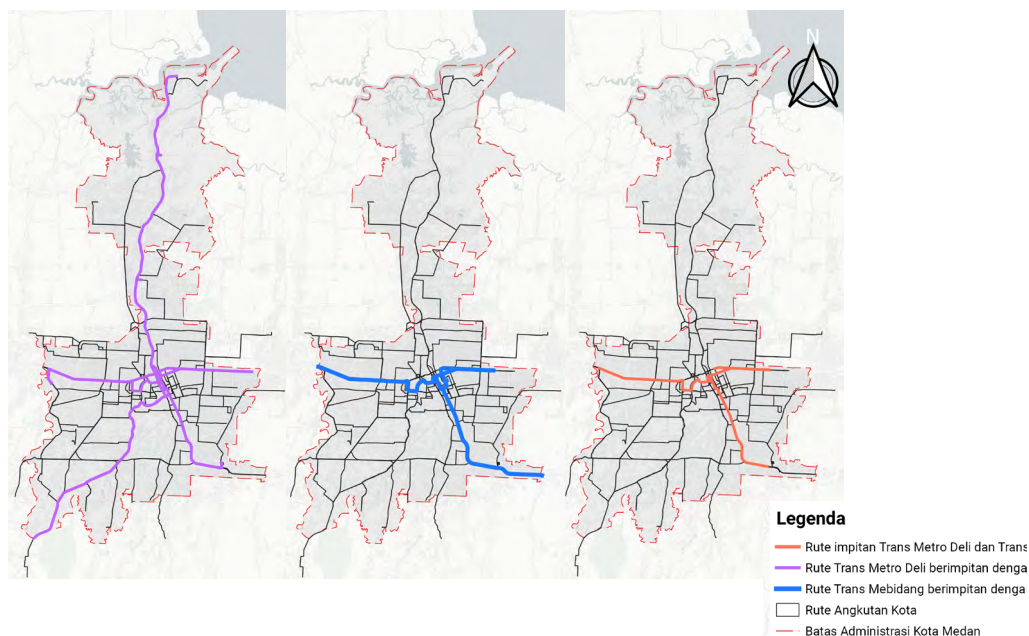 N
Legenda
Rute impitan Trans Metro Deli dan Trans
Rute Trans Metro Deli berimpitan denga
Rute Trans Mebidang berimpitan denga
Rute Angkutan Kota
Batas Administrasi Kota Medan